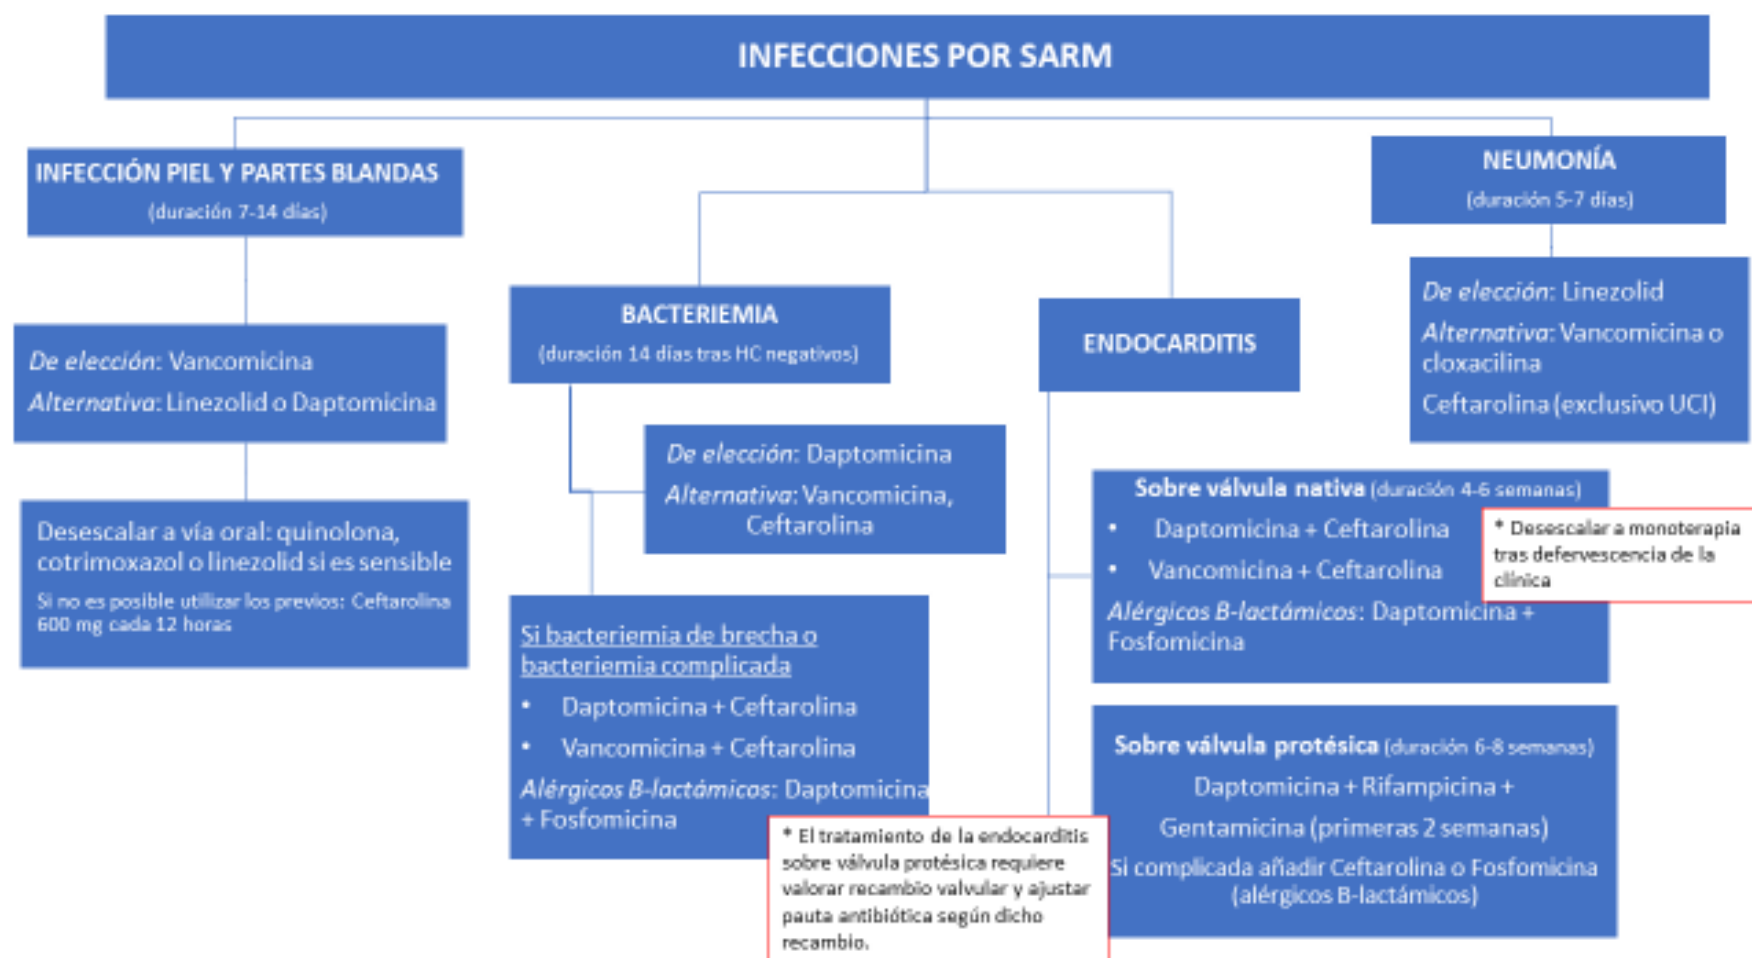 INFECCIONES POR SARM
INFECCIÓN PIEL Y PARTES BLANDAS
(duración 7-14 días)
De elección: Vancomicina
Alternativa: Linezolid o Daptomicina
Desescalar a vía oral: quinolona,
cotrimoxazol o linezolid si es sensible
Si no es posible utilizar los previos: Ceftarolina
600 mg cada 12 horas
BACTERIEMIA
(duración 14 días tras HC negativos)
De elección: Daptomicina
Alternativa: Vancomicina,
Ceftarolina
Si bacteriemia de brecha o
bacteriemia complicada
• Daptomicina + Ceftarolina
• Vancomicina + Ceftarolina
Alérgicos B-lactámicos: Daptomicina
+ Fosfomicina
ENDOCARDITIS
Sobre válvula nativa (duración 4-6 semanas)
• Daptomicina + Ceftarolina
• Vancomicina + Ceftarolina
Alérgicos B-lactámicos: Daptomicina +
Fosfomicina
* Desescalar a monoterapia
tras defervescencia de la
clínica
Sobre válvula protésica (duración 6-8 semanas)
Daptomicina + Rifampicina +
Gentamicina (primeras 2 semanas)
Si complicada añadir Ceftarolina o Fosfomicina
(alérgicos B-lactámicos)
* El tratamiento de la endocarditis
sobre válvula protésica requiere
valorar recambio valvular y ajustar
pauta antibiótica según dicho
recambio.
NEUMONÍA
(duración 5-7 días)
De elección: Linezolid
Alternativa: Vancomicina o
cloxacilina
Ceftarolina (exclusivo UCI)